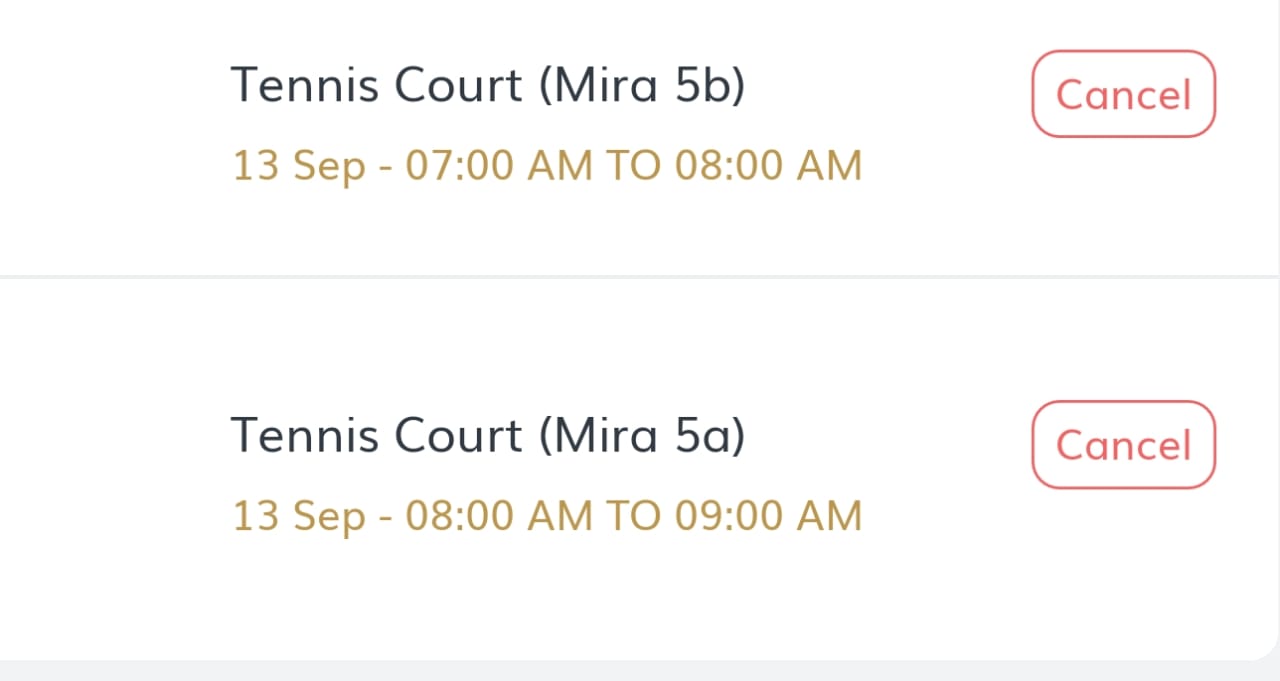 Tennis Court (Mira 5b)
Cancel
13 Sep - 07:00 AM TO 08:00 AM
Tennis Court (Mira 5a)
Cancel
13 Sep - 08:00 AM TO 09:00 AM